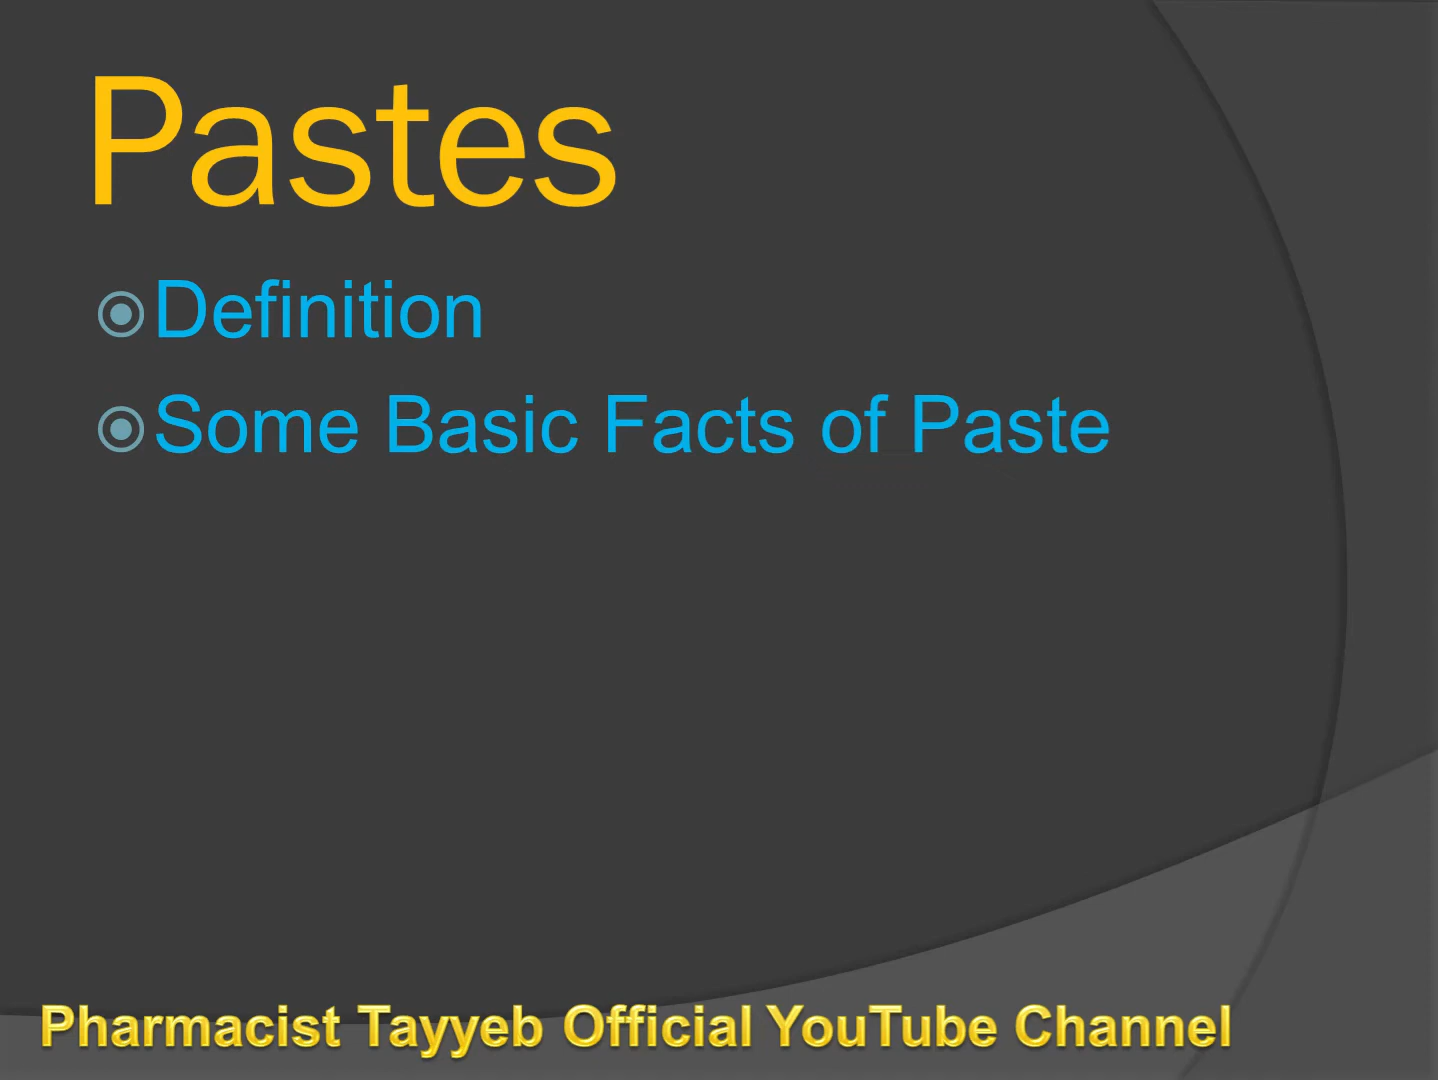 Pastes
Definition
Some Basic Facts of Paste
Pharmacist Tayyeb Official YouTube Channel